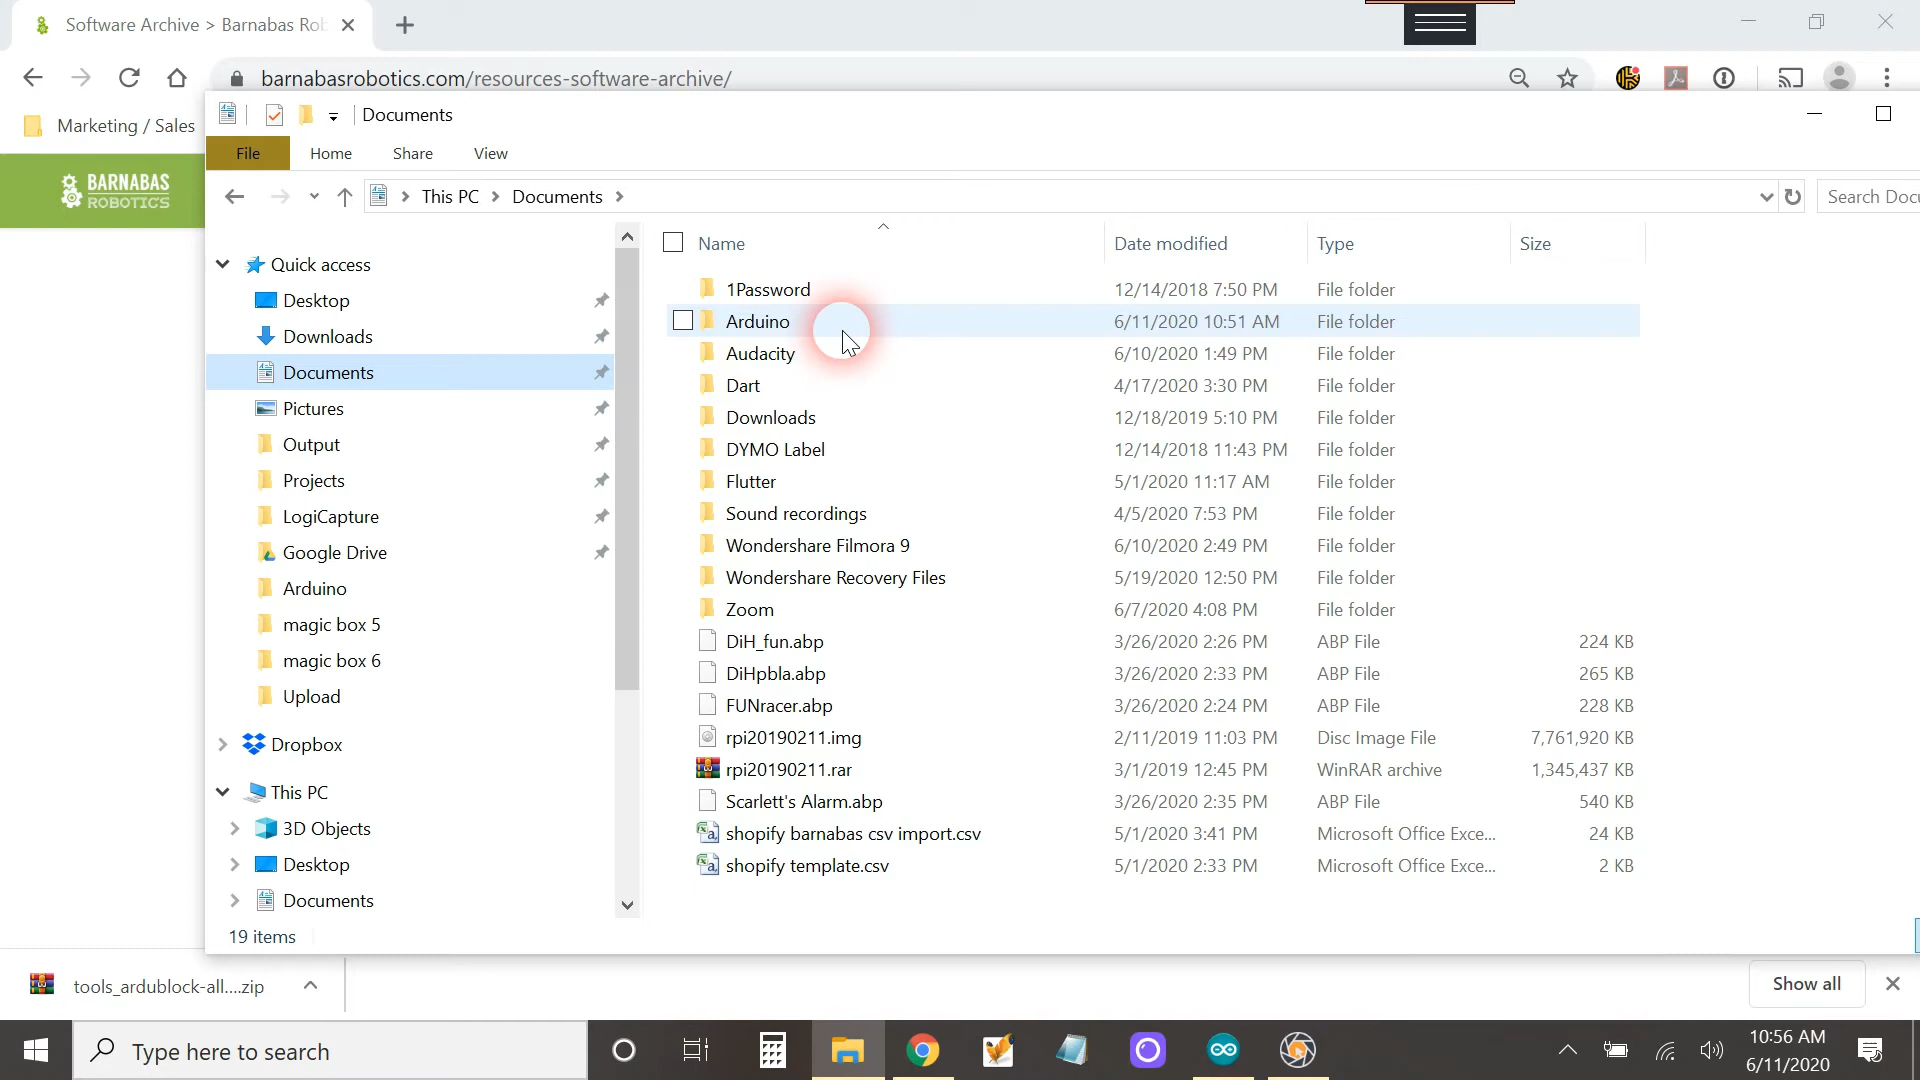 Software Archive > Barnabas Rob
barnabasrobotics.com/resources-software-archive/
Marketing / Sales
Documents
File Home Share View
BARNABAS
ROBOTICS
This PC > Documents >
Search Docu
Name Date modified Type Size
Quick access
Desktop
Downloads
Documents
Pictures
Output
Projects
LogiCapture
Google Drive
Arduino
magic box 5
magic box 6
Upload
Dropbox
This PC
3D Objects
Desktop
Documents
1Password 12/14/2018 7:50 PM File folder
Arduino 6/11/2020 10:51 AM File folder
Audacity 6/10/2020 1:49 PM File folder
Dart 4/17/2020 3:30 PM File folder
Downloads 12/18/2019 5:10 PM File folder
DYMO Label 12/14/2018 11:43 PM File folder
Flutter 5/1/2020 11:17 AM File folder
Sound recordings 4/5/2020 7:53 PM File folder
Wondershare Filmora 9 6/10/2020 2:49 PM File folder
Wondershare Recovery Files 5/19/2020 12:50 PM File folder
Zoom 6/7/2020 4:08 PM File folder
DiH_fun.abp 3/26/2020 2:26 PM ABP File 224 KB
DiHpbla.abp 3/26/2020 2:33 PM ABP File 265 KB
FUNracer.abp 3/26/2020 2:24 PM ABP File 228 KB
rpi20190211.img 2/11/2019 11:03 PM Disc Image File 7,761,920 KB
rpi20190211.rar 3/1/2019 12:45 PM WinRAR archive 1,345,437 KB
Scarlett's Alarm.abp 3/26/2020 2:35 PM ABP File 540 KB
shopify barnabas csv import.csv 5/1/2020 3:41 PM Microsoft Office Exce... 24 KB
shopify template.csv 5/1/2020 2:33 PM Microsoft Office Exce... 2 KB
19 items
tools_ardublock-all....zip
Show all
Type here to search
10:56 AM
6/11/2020